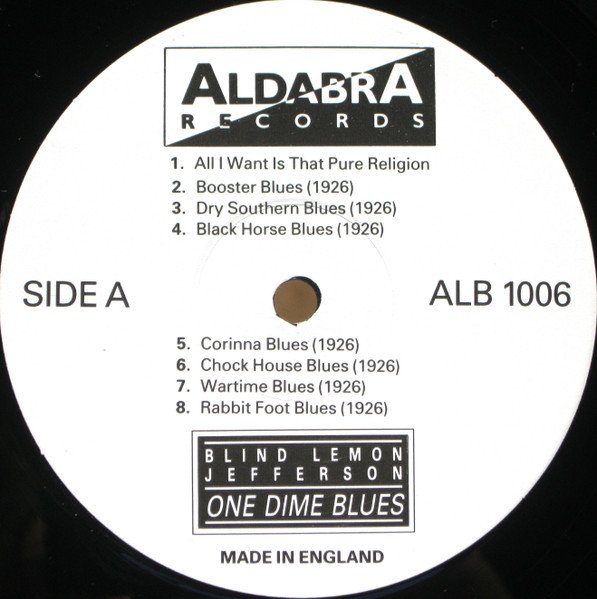 ALDABRA
RECORDS
1. All I Want Is That Pure Religion
2. Booster Blues (1926)
3. Dry Southern Blues (1926)
4. Black Horse Blues (1926)
SIDE A
ALB 1006
5. Corinna Blues (1926)
6. Chock House Blues (1926)
7. Wartime Blues (1926)
8. Rabbit Foot Blues (1926)
BLIND LEMON
JEFFERSON
ONE DIME BLUES
MADE IN ENGLAND